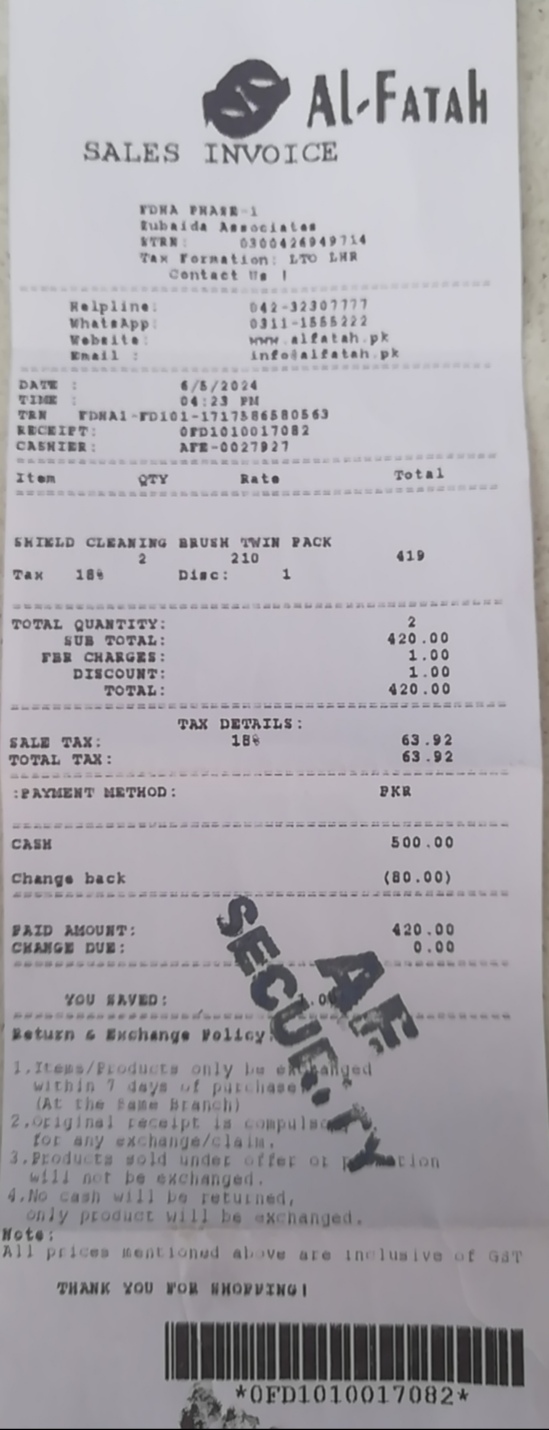 AL-FATAH
SALES INVOICE
FDHA PHASE-1
Zubaida Associates
STRN: 0300426949714
Tax Formation: LTO LHR
Contact Us !
Helpline: 042-32307777
WhatsApp: 0311-1555222
Website: www.alfatah.pk
Email : info@alfatah.pk
DATE : 6/5/2024
TIME : 04:23 PM
TRN FDHA1-FD101-1717586580563
RECEIPT: 0FD1010017082
CASHIER: AFE-0027927
Item QTY Rate Total
SHIELD CLEANING BRUSH TWIN PACK
2 210 419
Tax 18% Disc: 1
TOTAL QUANTITY: 2
SUB TOTAL: 420.00
FBR CHARGES: 1.00
DISCOUNT: 1.00
TOTAL: 420.00
TAX DETAILS:
SALE TAX: 18% 63.92
TOTAL TAX: 63.92
:PAYMENT METHOD: PKR
CASH 500.00
Change back (80.00)
PAID AMOUNT: 420.00
CHANGE DUE: 0.00
YOU SAVED: 1.00
AF
SECURITY
Return & Exchange Policy:
1.Items/Products only be exchanged
within 7 days of purchase
(At the Same Branch)
2.Original receipt is compulsory
for any exchange/claim.
3.Products sold under offer or promotion
will not be exchanged.
4.No cash will be returned,
only product will be exchanged.
Note:
All prices mentioned above are inclusive of GST
THANK YOU FOR SHOPPING!
*0FD1010017082*